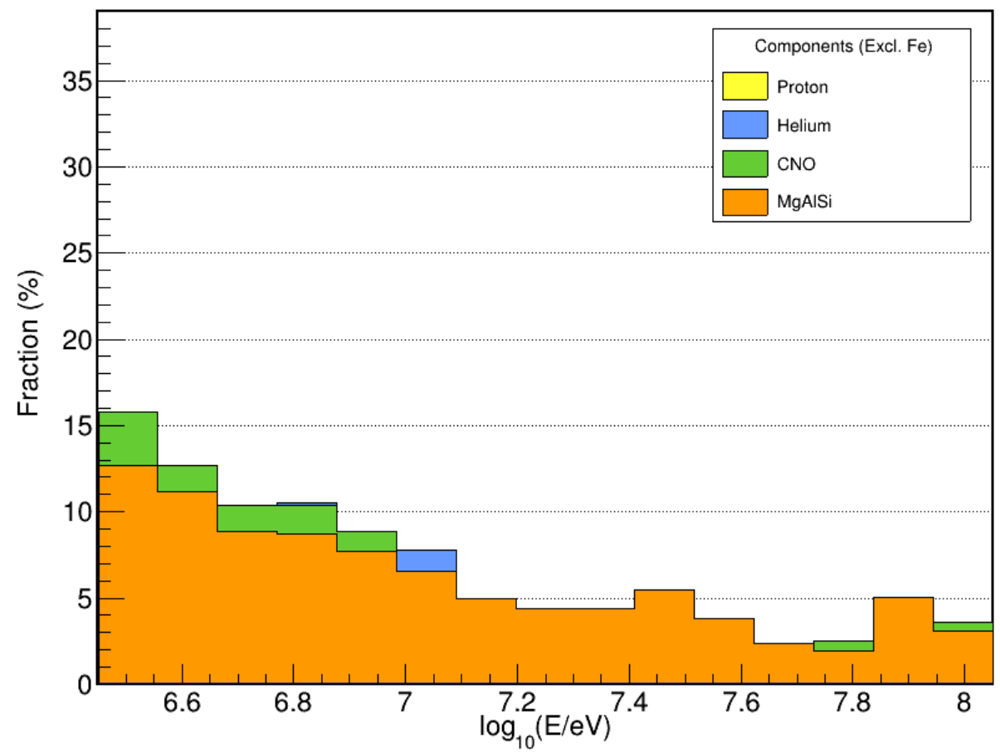 Components (Excl. Fe)
Proton
Helium
CNO
MgAlSi
Fraction (%)
35
30
25
20
15
10
5
0
6.6 6.8 7 7.2 7.4 7.6 7.8 8
log10(E/eV)